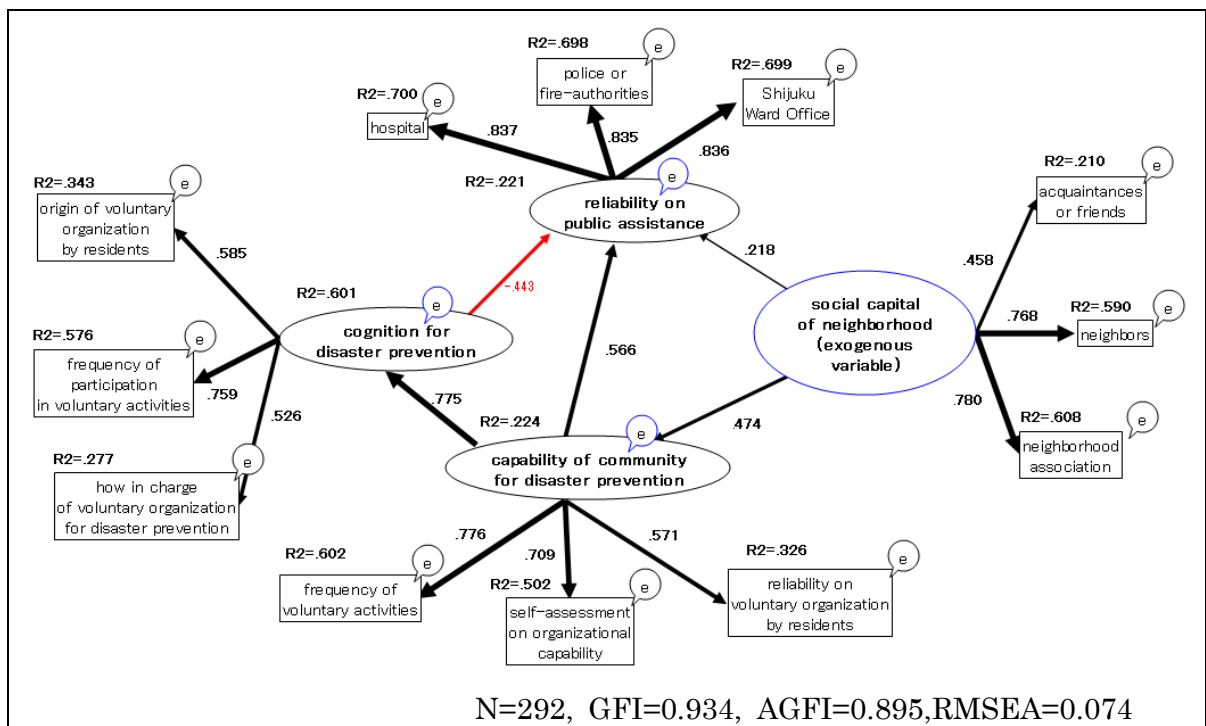 R2=.698
e
police or
fire-authorities
R2=.699
e
Shijuku
Ward Office
R2=.700
e
hospital
.837
.835
.836
R2=.221
e
reliability on
public assistance
R2=.343
e
origin of voluntary
organization
by residents
R2=.210
e
acquaintances
or friends
.585
.218
.458
R2=.601
e
-.443
cognition for
disaster prevention
social capital
of neighborhood
(exogenous
variable)
.768
R2=.590
e
neighbors
R2=.576
e
frequency of
participation
in voluntary activities
.759
.566
.775
.526
.780
R2=.224
e
.474
capability of community
for disaster prevention
R2=.608
e
neighborhood
association
R2=.277
e
how in charge
of voluntary organization
for disaster prevention
.776
.709
.571
R2=.602
e
frequency of
voluntary activities
R2=.502
e
self-assessment
on organizational
capability
R2=.326
e
reliability on
voluntary organization
by residents
N=292, GFI=0.934, AGFI=0.895,RMSEA=0.074